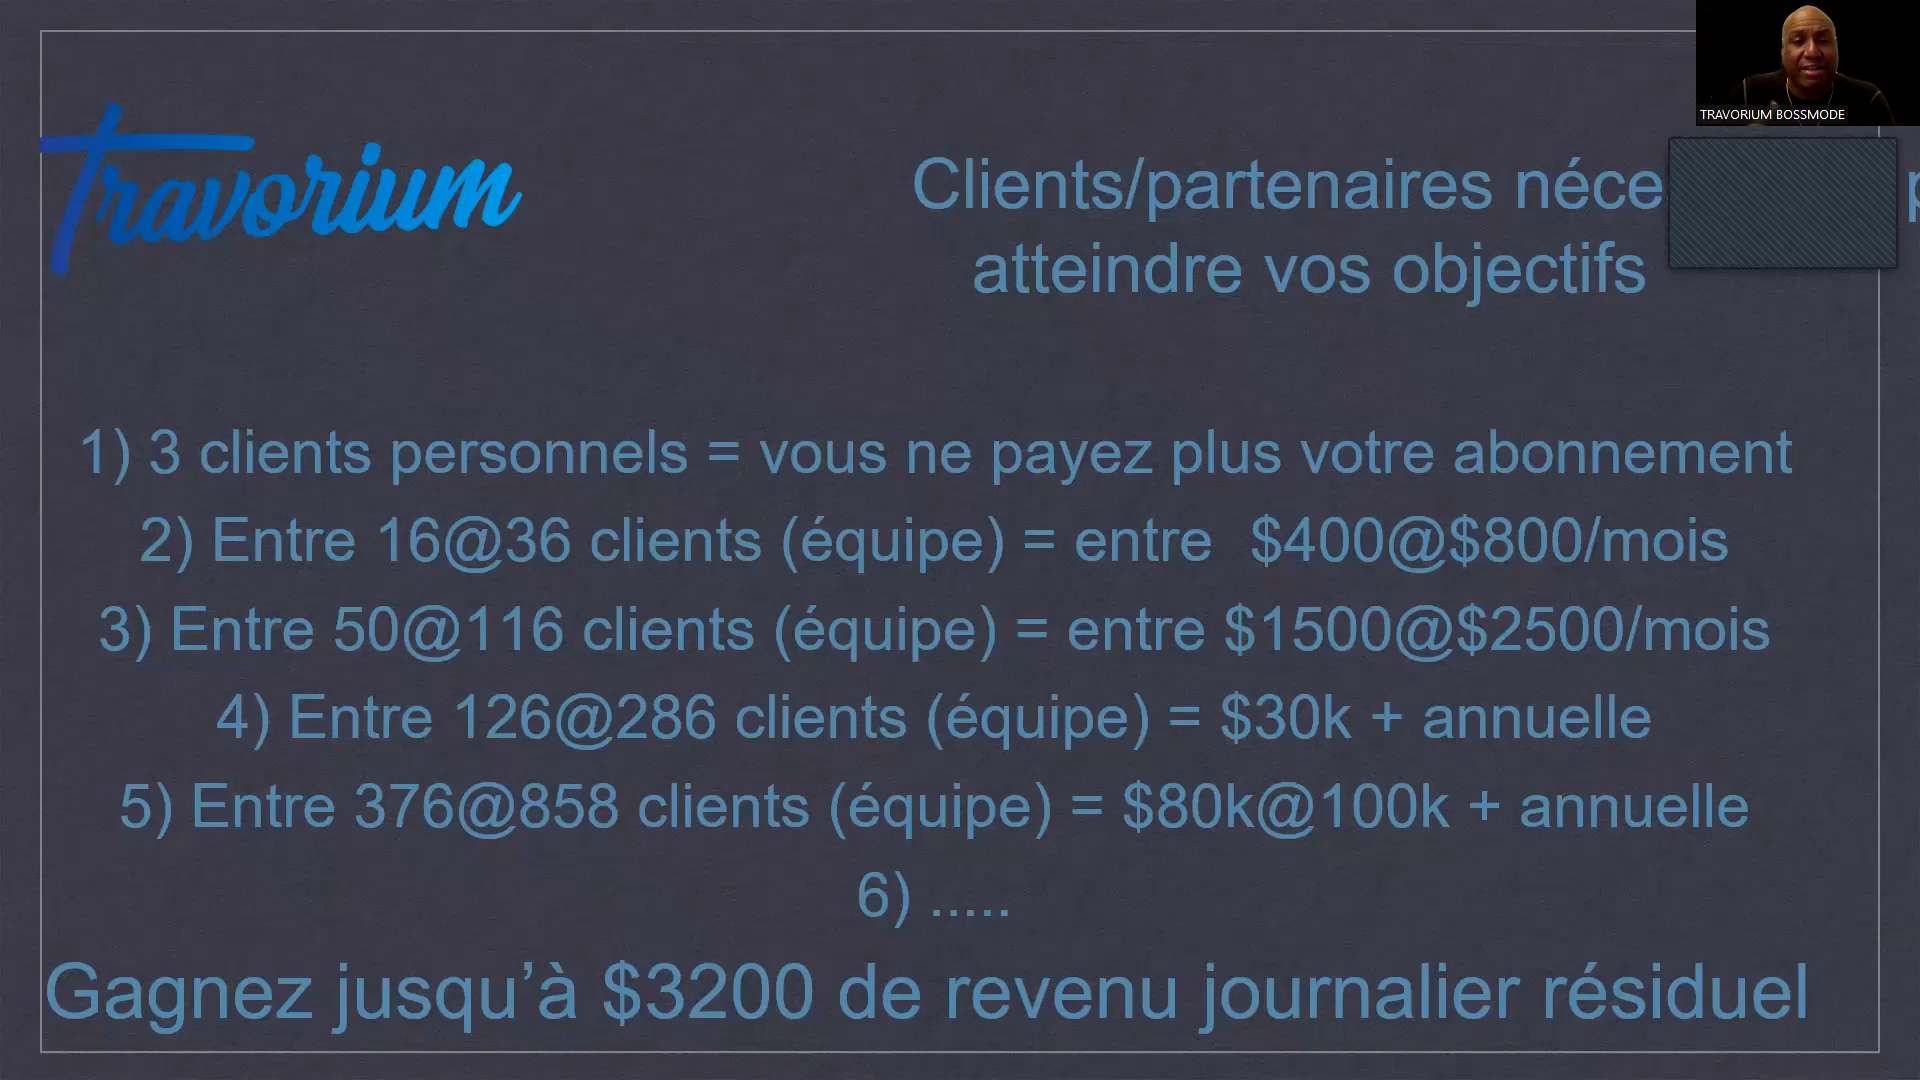 TRAVORIUM BOSSMODE
Travorium
Clients/partenaires
atteindre vos objectifs
1) 3 clients personnels = vous ne payez plus votre abonnement
2) Entre 16@36 clients (équipe) = entre $400@$800/mois
3) Entre 50@116 clients (équipe) = entre $1500@$2500/mois
4) Entre 126@286 clients (équipe) = $30k + annuelle
5) Entre 376@858 clients (équipe) = $80k@100k + annuelle
6) .....
Gagnez jusqu’à $3200 de revenu journalier résiduel